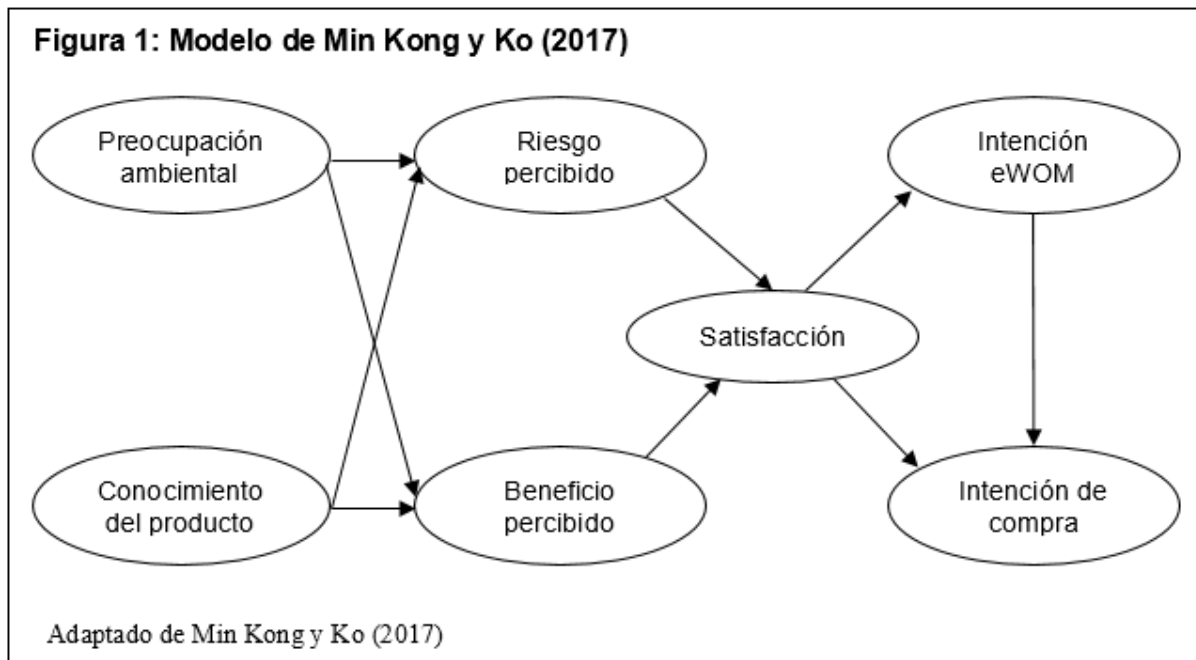 Figura 1: Modelo de Min Kong y Ko (2017)
Preocupación
ambiental
Riesgo
percibido
Intención
eWOM
Satisfacción
Conocimiento
del producto
Beneficio
percibido
Intención de
compra
Adaptado de Min Kong y Ko (2017)